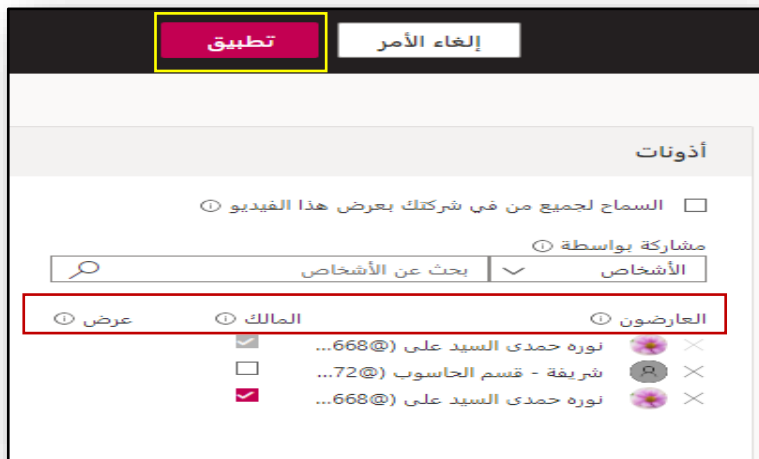 إلغاء الأمر تطبيق
أذونات
السماح لجميع من في شركتك بعرض هذا الفيديو
مشاركة بواسطة
الأشخاص بحث عن الأشخاص
العارضون المالك عرض
نوره حمدى السيد على (@668...
شريفة - قسم الحاسوب (@72...
نوره حمدى السيد على (@668...